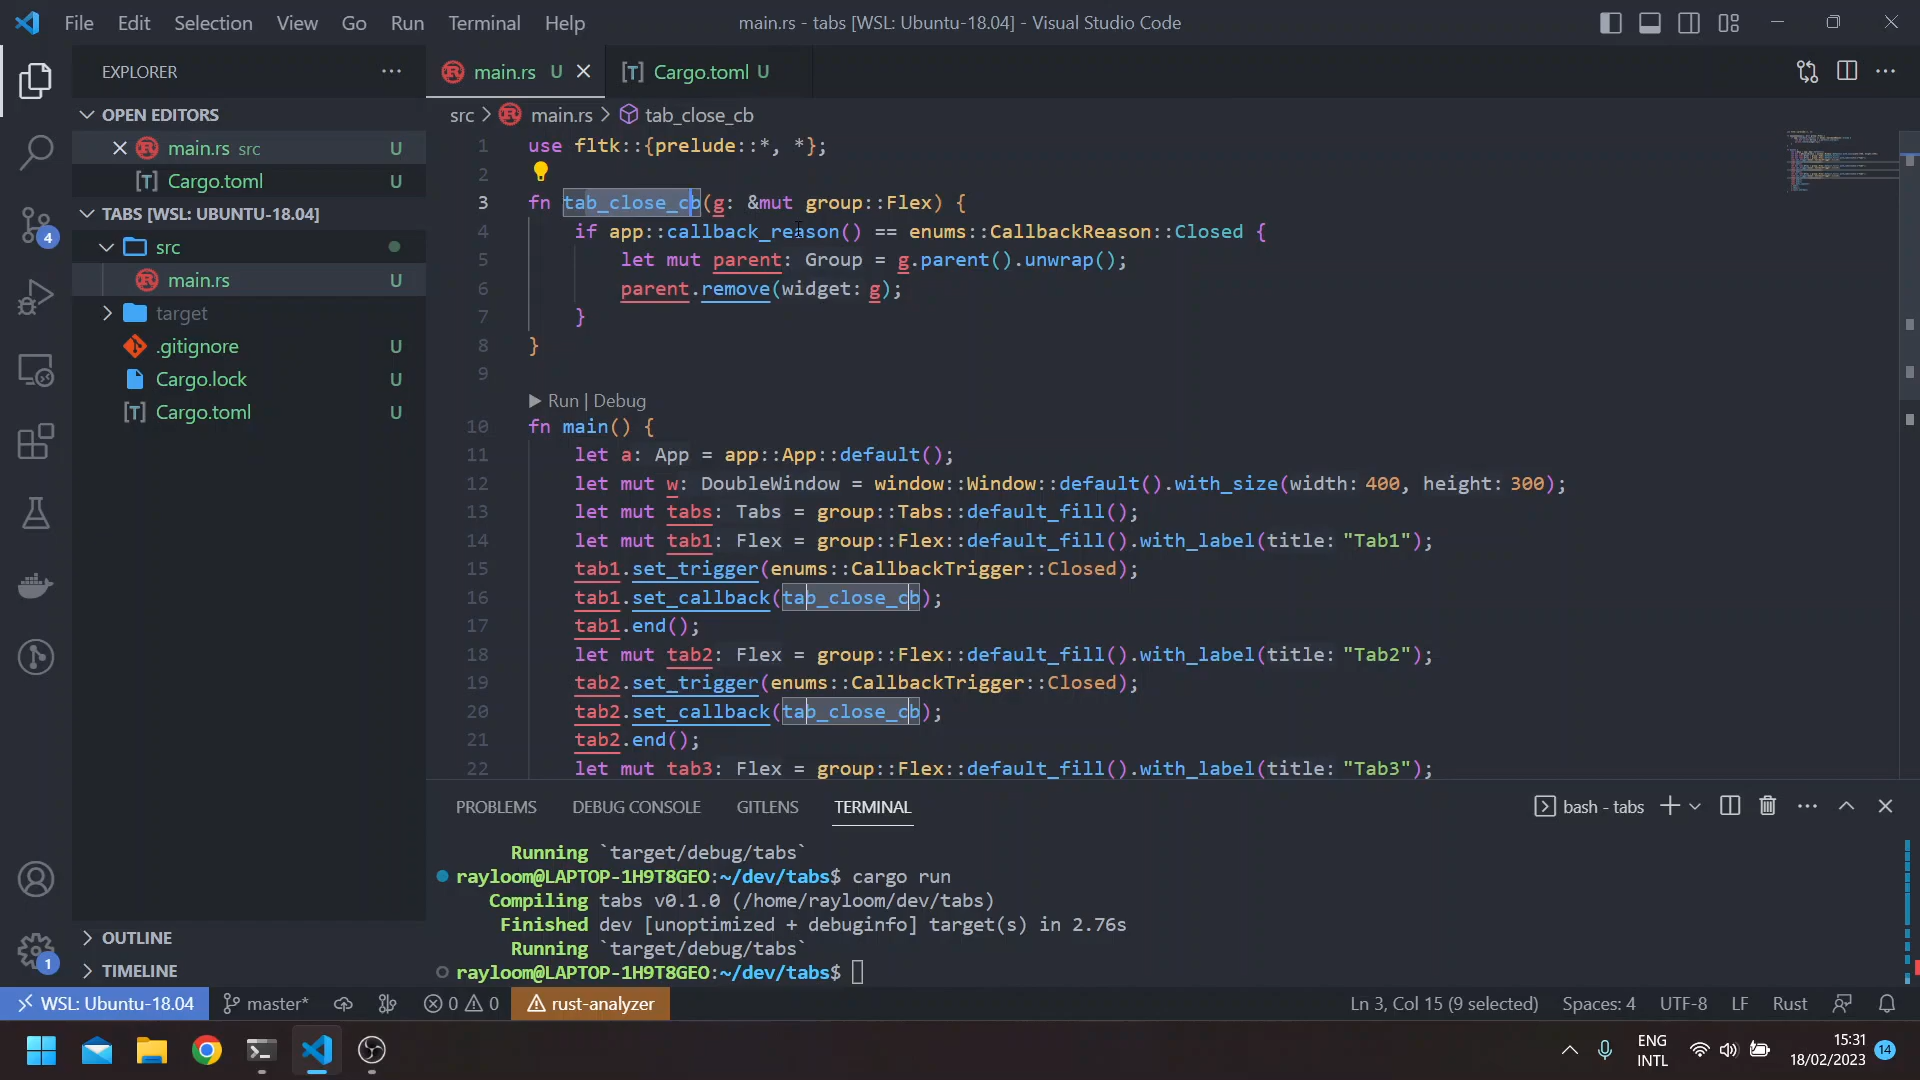 File Edit Selection View Go Run Terminal Help
main.rs - tabs [WSL: Ubuntu-18.04] - Visual Studio Code
EXPLORER
main.rs U
[T] Cargo.toml U
OPEN EDITORS
main.rs src U
[T] Cargo.toml U
TABS [WSL: UBUNTU-18.04]
src
main.rs U
target
.gitignore U
Cargo.lock U
[T] Cargo.toml U
OUTLINE
TIMELINE
4
1
src > main.rs > tab_close_cb
1 use fltk::{prelude::*, *};
2
3 fn tab_close_cb(g: &mut group::Flex) {
4 if app::callback_reason() == enums::CallbackReason::Closed {
5 let mut parent: Group = g.parent().unwrap();
6 parent.remove(widget: g);
7 }
8 }
9
Run | Debug
10 fn main() {
11 let a: App = app::App::default();
12 let mut w: DoubleWindow = window::Window::default().with_size(width: 400, height: 300);
13 let mut tabs: Tabs = group::Tabs::default_fill();
14 let mut tab1: Flex = group::Flex::default_fill().with_label(title: "Tab1");
15 tab1.set_trigger(enums::CallbackTrigger::Closed);
16 tab1.set_callback(tab_close_cb);
17 tab1.end();
18 let mut tab2: Flex = group::Flex::default_fill().with_label(title: "Tab2");
19 tab2.set_trigger(enums::CallbackTrigger::Closed);
20 tab2.set_callback(tab_close_cb);
21 tab2.end();
22 let mut tab3: Flex = group::Flex::default_fill().with_label(title: "Tab3");
PROBLEMS DEBUG CONSOLE GITLENS TERMINAL
bash - tabs
Running `target/debug/tabs`
rayloom@LAPTOP-1H9T8GEO:~/dev/tabs$ cargo run
Compiling tabs v0.1.0 (/home/rayloom/dev/tabs)
Finished dev [unoptimized + debuginfo] target(s) in 2.76s
Running `target/debug/tabs`
rayloom@LAPTOP-1H9T8GEO:~/dev/tabs$
WSL: Ubuntu-18.04 master* 0 0 rust-analyzer
Ln 3, Col 15 (9 selected) Spaces: 4 UTF-8 LF Rust
ENG
INTL
15:31
18/02/2023
14